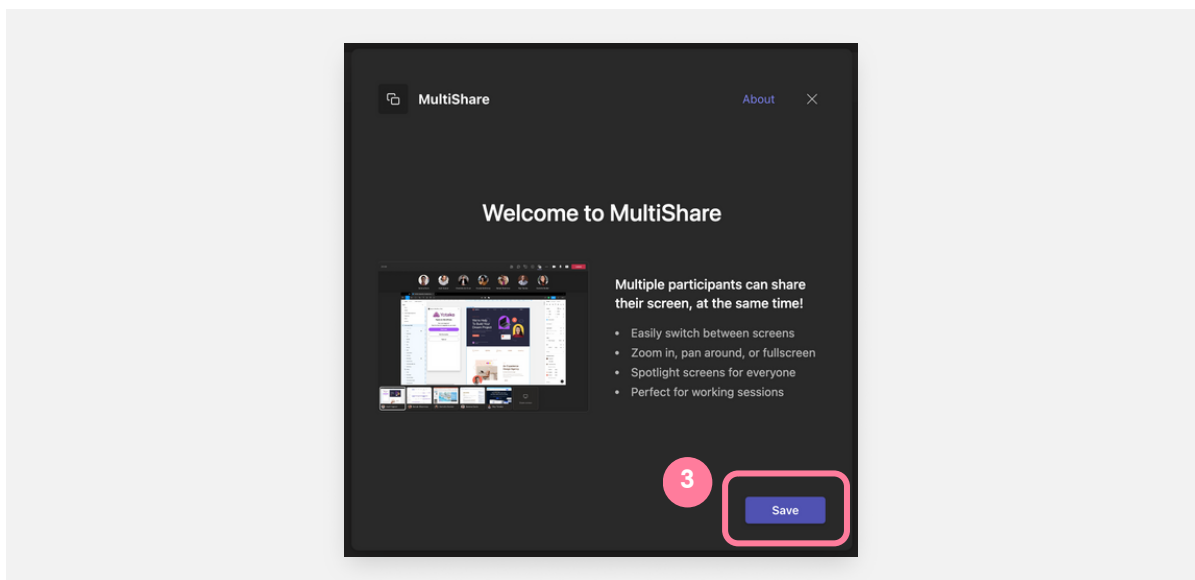 MultiShare
About
Welcome to MultiShare
Multiple participants can share
their screen, at the same time!
• Easily switch between screens
• Zoom in, pan around, or fullscreen
• Spotlight screens for everyone
• Perfect for working sessions
3
Save